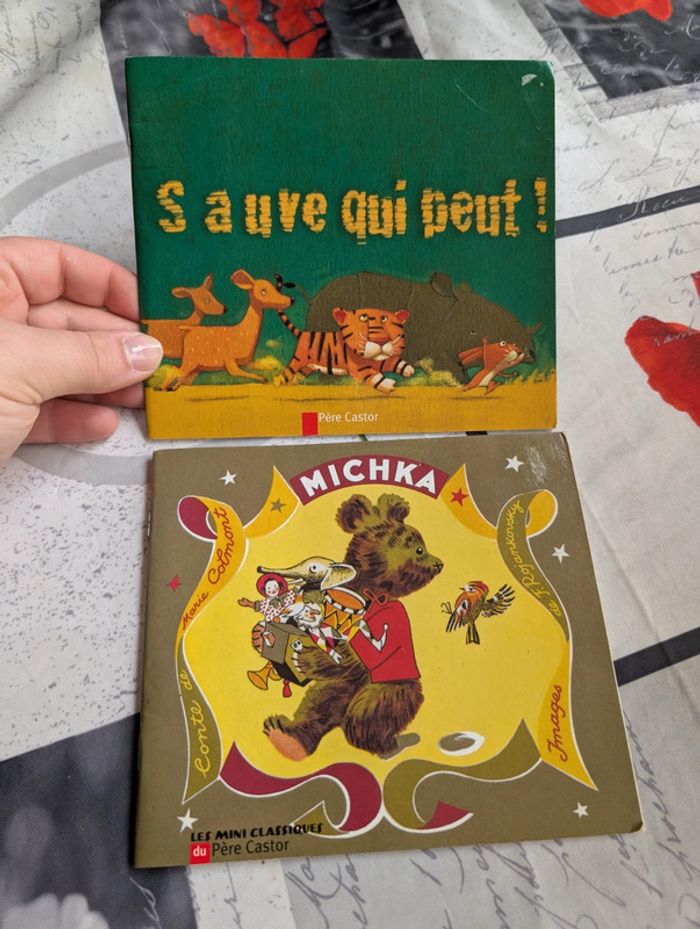 Sauve qui peut !
Père Castor
MICHKA
Conte de Marie Colmont
Images de F. Rojankovsky
LES MINI CLASSIQUES
du Père Castor